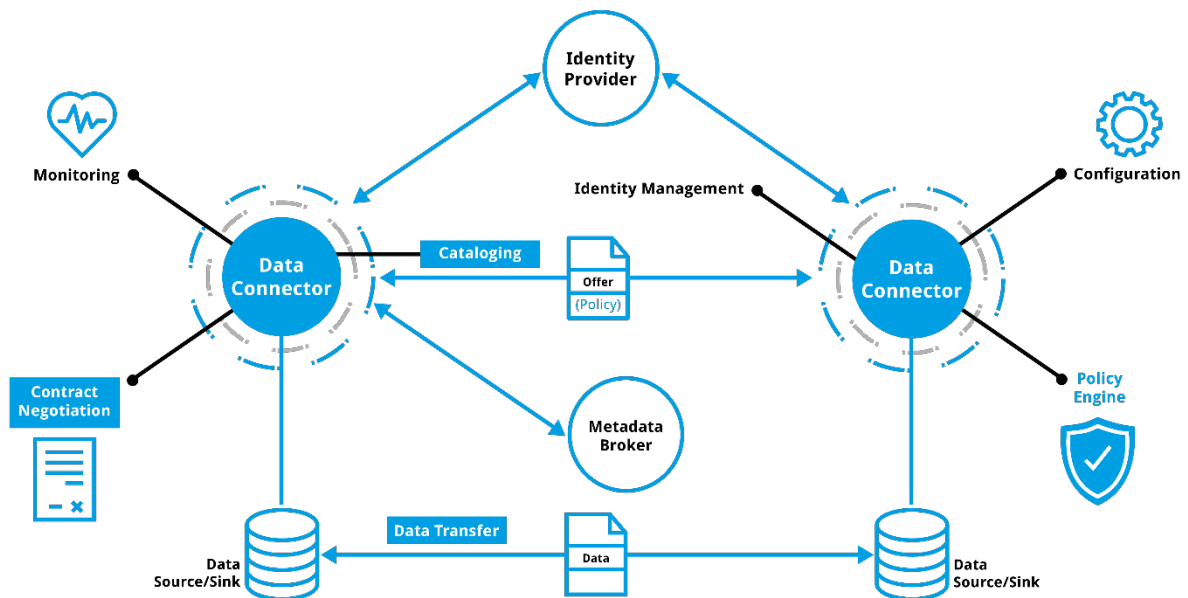 Identity
Provider
Monitoring
Identity Management
Configuration
Cataloging
Data
Connector
Offer
(Policy)
Data
Connector
Contract
Negotiation
Policy
Engine
Metadata
Broker
Data Transfer
Data
Data
Source/Sink
Data
Source/Sink